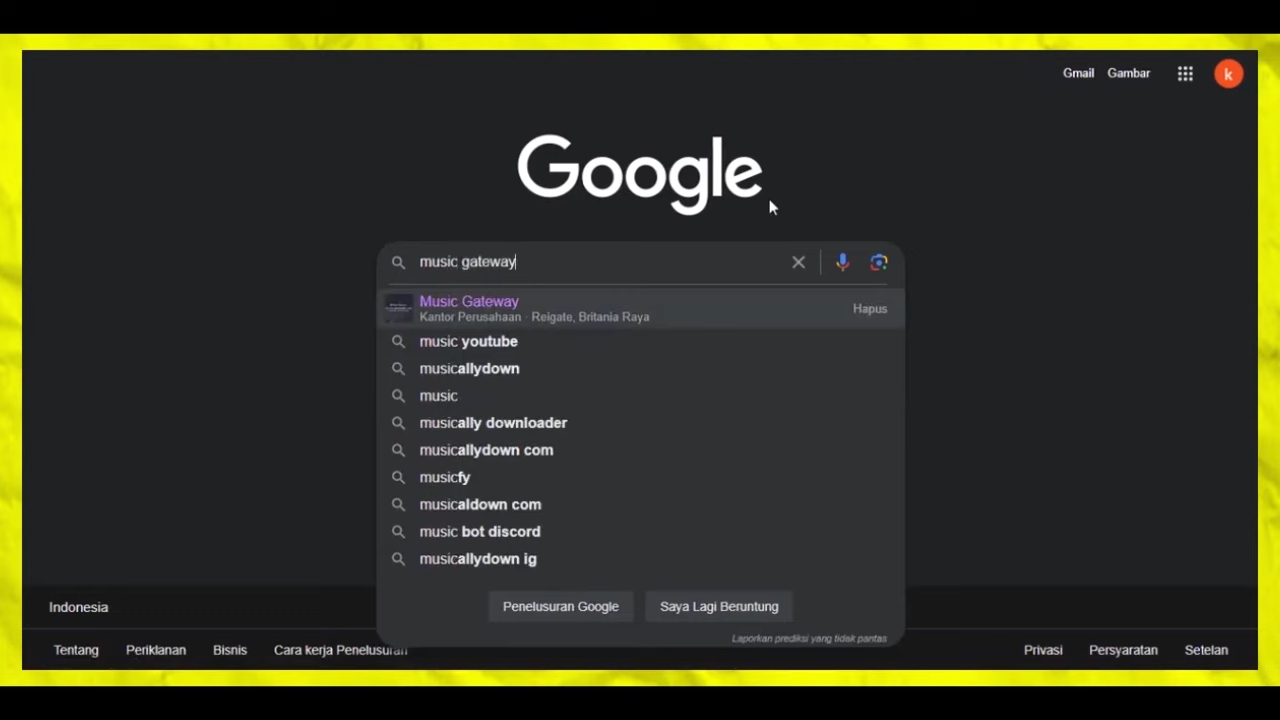 Gmail Gambar
k
Google
music gateway
Music Gateway
Kantor Perusahaan · Reigate, Britania Raya
Hapus
music youtube
musicallydown
music
musically downloader
musicallydown com
musicfy
musicaldown com
music bot discord
musicallydown ig
Penelusuran Google Saya Lagi Beruntung
Laporkan prediksi yang tidak pantas
Indonesia
Tentang Periklanan Bisnis Cara kerja Penelusuran Privasi Persyaratan Setelan